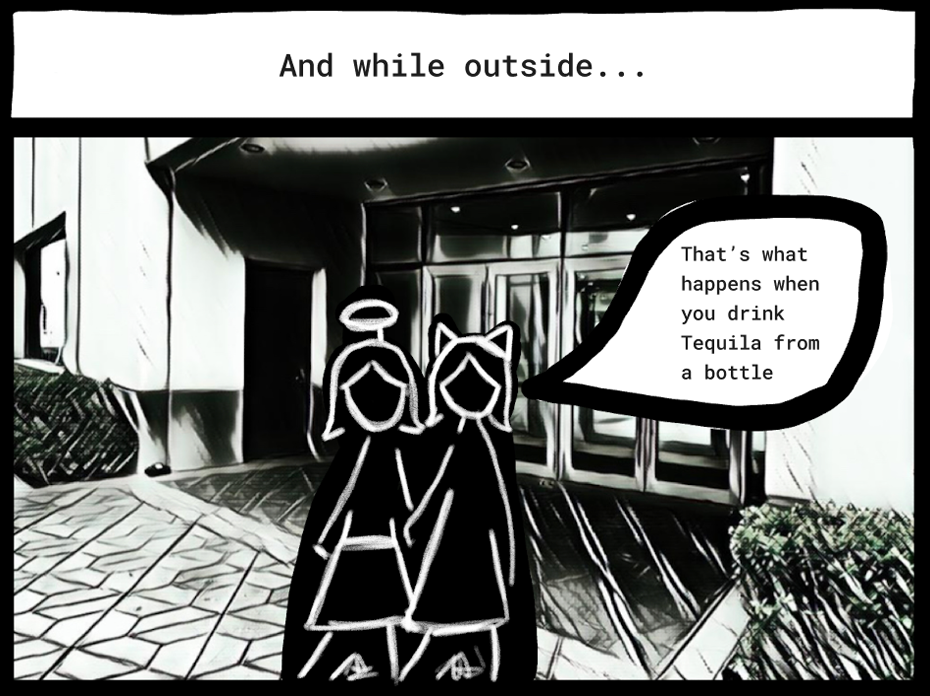 And while outside...
That’s what
happens when
you drink
Tequila from
a bottle